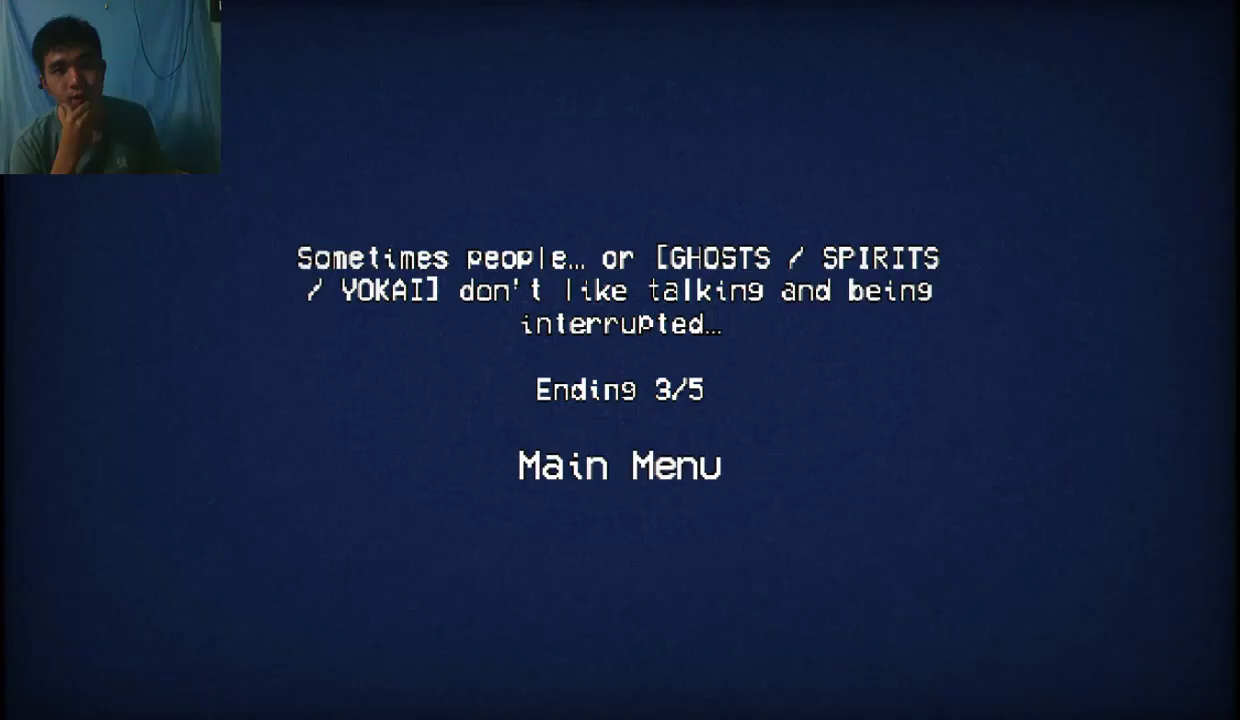 Sometimes people… or [GHOSTS / SPIRITS
/ YOKAI] don't like talking and being
interrupted…
Ending 3/5
Main Menu